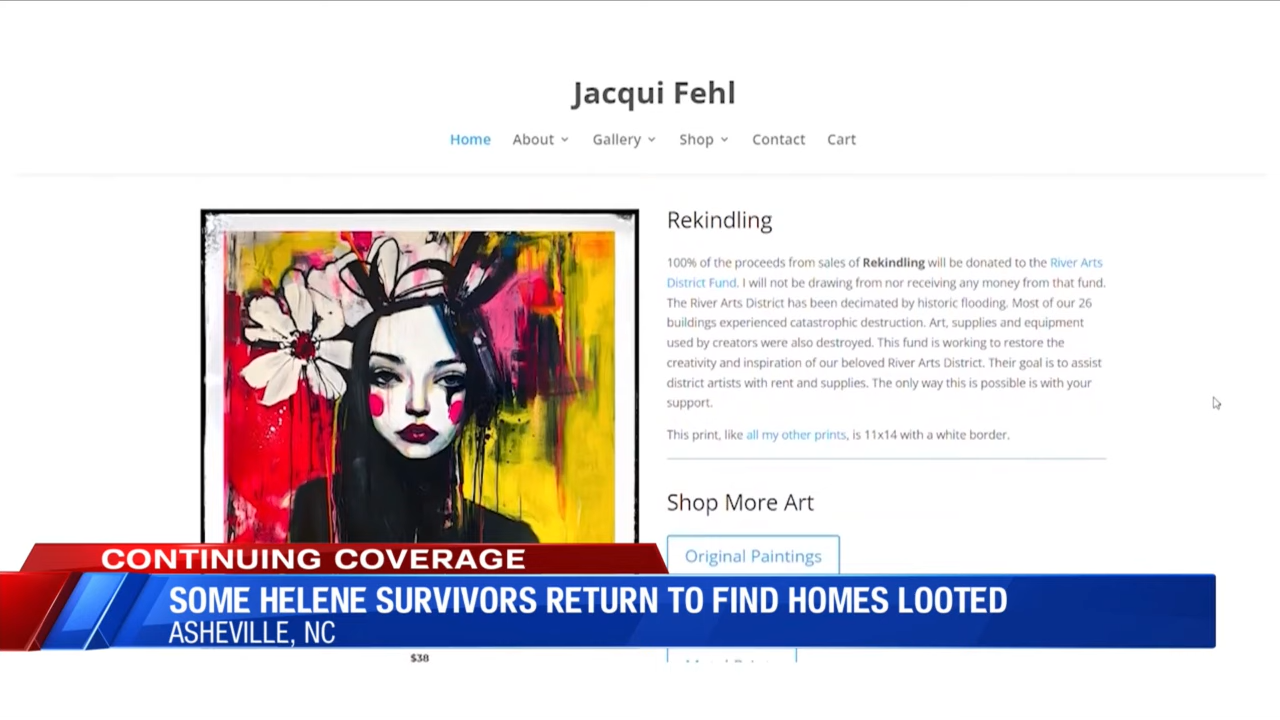 Jacqui Fehl
Home About Gallery Shop Contact Cart
Rekindling
100% of the proceeds from sales of Rekindling will be donated to the River Arts
District Fund. I will not be drawing from nor receiving any money from that fund.
The River Arts District has been decimated by historic flooding. Most of our 26
buildings experienced catastrophic destruction. Art, supplies and equipment
used by creators were also destroyed. This fund is working to restore the
creativity and inspiration of our beloved River Arts District. Their goal is to assist
district artists with rent and supplies. The only way this is possible is with your
support.
This print, like all my other prints, is 11x14 with a white border.
Shop More Art
Original Paintings
CONTINUING COVERAGE
SOME HELENE SURVIVORS RETURN TO FIND HOMES LOOTED
ASHEVILLE, NC
$38